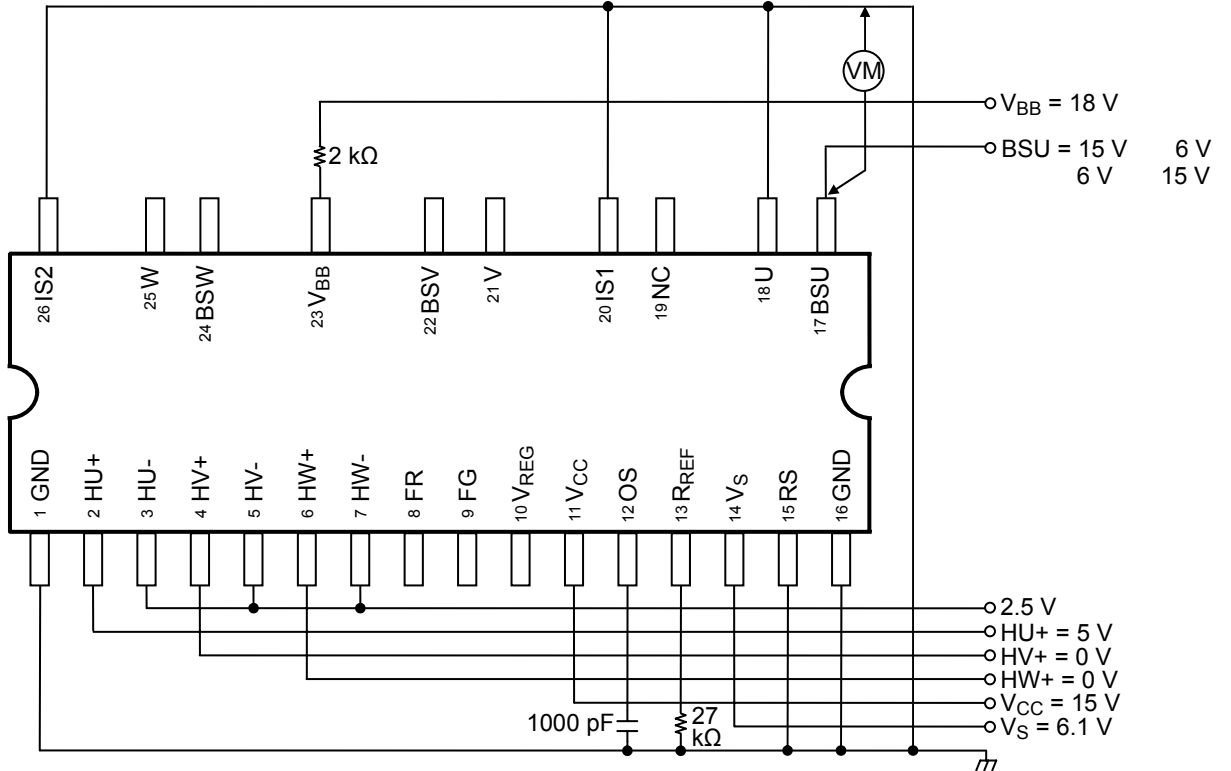 VM
V_BB = 18 V
2 kΩ
BSU = 15 V 6 V
6 V 15 V
26 IS2
25 W
24 BSW
23 V_BB
22 BSV
21 V
20 IS1
19 NC
18 U
17 BSU
1 GND
2 HU+
3 HU-
4 HV+
5 HV-
6 HW+
7 HW-
8 FR
9 FG
10 V_REG
11 V_CC
12 OS
13 R_REF
14 V_S
15 RS
16 GND
2.5 V
HU+ = 5 V
HV+ = 0 V
HW+ = 0 V
V_CC = 15 V
1000 pF
27
kΩ
V_S = 6.1 V